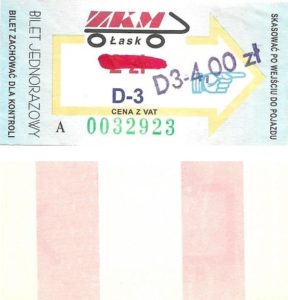 BILET JEDNORAZOWY
BILET ZACHOWAĆ DLA KONTROLI
ZKM
Łask
D-3
D3-4,00 zł
CENA Z VAT
A 0032923
SKASOWAĆ PO WEJŚCIU DO POJAZDU